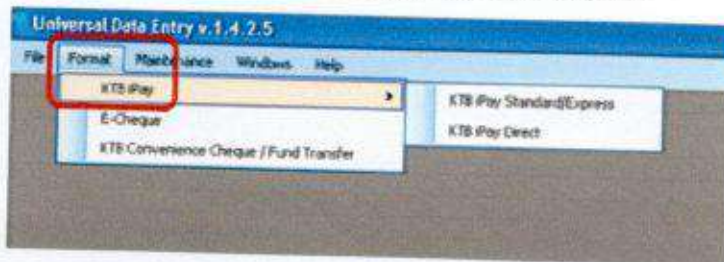 Universal Data Entry v.1.4.2.5
File Format Maintenance Windows Help
KTB iPay
KTB iPay Standard/Express
E-Cheque
KTB iPay Direct
KTB Convenience Cheque / Fund Transfer